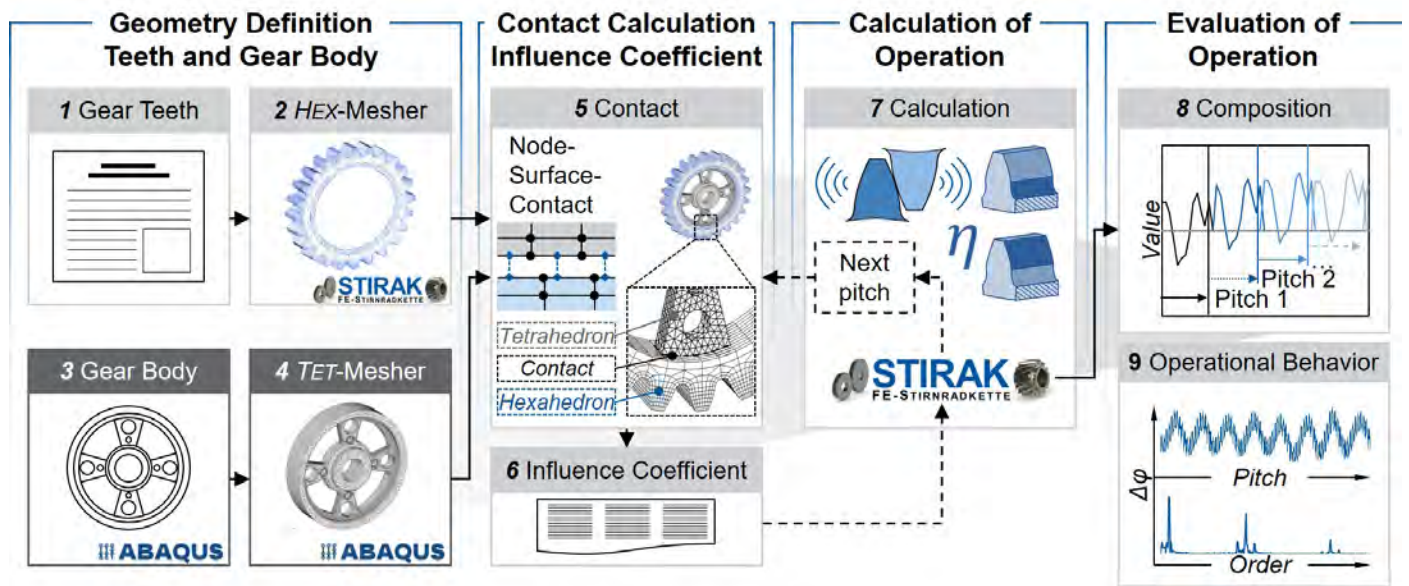 Geometry Definition
Teeth and Gear Body
1 Gear Teeth
2 HEX-Mesher
STIRAK
FE-STIRNRADKETTE
3 Gear Body
ABAQUS
4 TET-Mesher
ABAQUS
Contact Calculation
Influence Coefficient
5 Contact
Node-
Surface-
Contact
Tetrahedron
Contact
Hexahedron
6 Influence Coefficient
Calculation of
Operation
7 Calculation
η
Next
pitch
STIRAK
FE-STIRNRADKETTE
Evaluation of
Operation
8 Composition
Value
Pitch 2
...
Pitch 1
9 Operational Behavior
Δφ
Pitch
Order